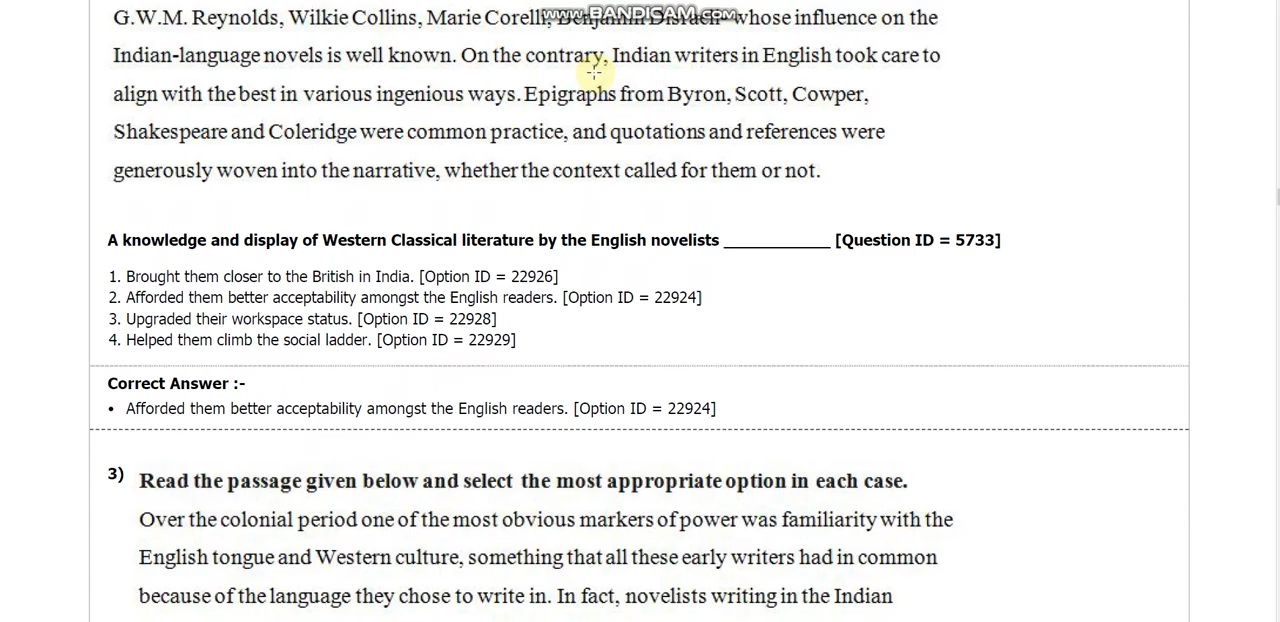 www.BANDICAM.com
G.W.M. Reynolds, Wilkie Collins, Marie Corelli, Benjamin Disraeli-whose influence on the
Indian-language novels is well known. On the contrary, Indian writers in English took care to
align with the best in various ingenious ways. Epigraphs from Byron, Scott, Cowper,
Shakespeare and Coleridge were common practice, and quotations and references were
generously woven into the narrative, whether the context called for them or not.
A knowledge and display of Western Classical literature by the English novelists ____________ [Question ID = 5733]
1. Brought them closer to the British in India. [Option ID = 22926]
2. Afforded them better acceptability amongst the English readers. [Option ID = 22924]
3. Upgraded their workspace status. [Option ID = 22928]
4. Helped them climb the social ladder. [Option ID = 22929]
Correct Answer :-
• Afforded them better acceptability amongst the English readers. [Option ID = 22924]
3) Read the passage given below and select the most appropriate option in each case.
Over the colonial period one of the most obvious markers of power was familiarity with the
English tongue and Western culture, something that all these early writers had in common
because of the language they chose to write in. In fact, novelists writing in the Indian